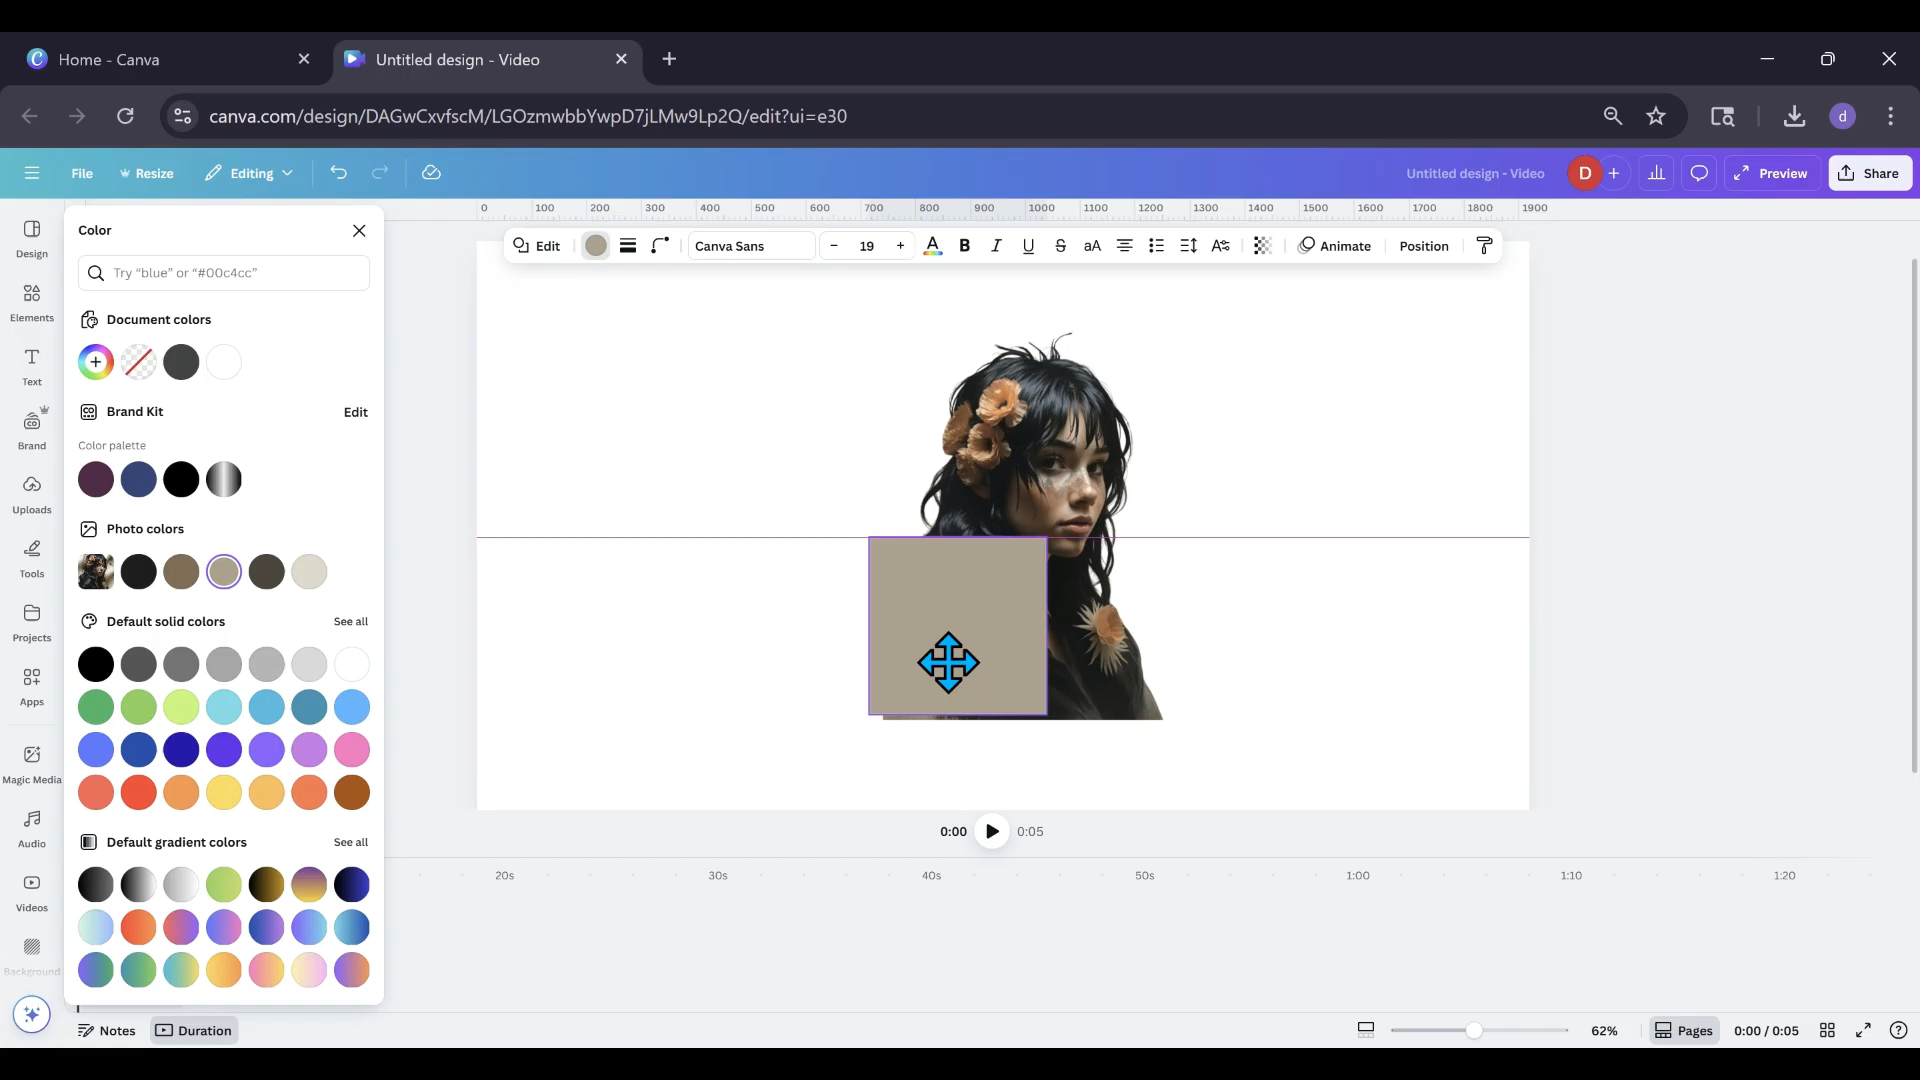 Home - Canva
Untitled design - Video
canva.com/design/DAGwCxvfscM/LGOzmwbbYwpD7jLMw9Lp2Q/edit?ui=e30
d
File
Resize
Editing
Untitled design - Video
D
Preview
Share
0 100 200 300 400 500 600 700 800 900 1000 1100 1200 1300 1400 1500 1600 1700 1800 1900
Edit
Canva Sans
19
A
B
I
U
S
aA
Animate
Position
Design
Elements
Text
Brand
Uploads
Tools
Projects
Apps
Magic Media
Audio
Videos
Background
Color
Try “blue” or “#00c4cc”
Document colors
Brand Kit
Edit
Color palette
Photo colors
Default solid colors
See all
Default gradient colors
See all
0:00
0:05
20s 30s 40s 50s 1:00 1:10 1:20
Notes
Duration
62%
Pages
0:00 / 0:05